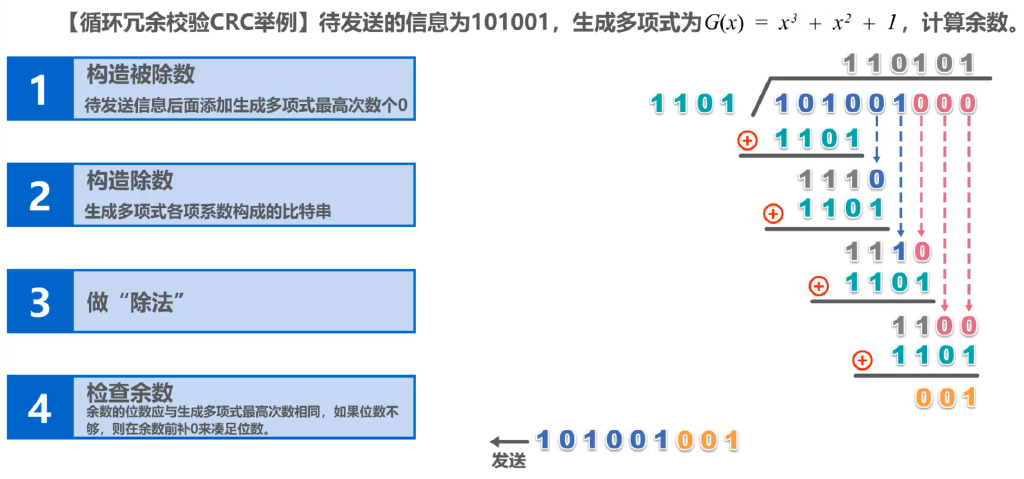 【循环冗余校验CRC举例】待发送的信息为101001，生成多项式为G(x) = x³ + x² + 1，计算余数。
1
构造被除数
待发送信息后面添加生成多项式最高次数个0
2
构造除数
生成多项式各项系数构成的比特串
3
做“除法”
4
检查余数
余数的位数应与生成多项式最高次数相同，如果位数不
够，则在余数前补0来凑足位数。
110101
1101 101001000
⊕ 1101
1110
⊕ 1101
1110
⊕ 1101
1100
⊕ 1101
001
101001001
发送